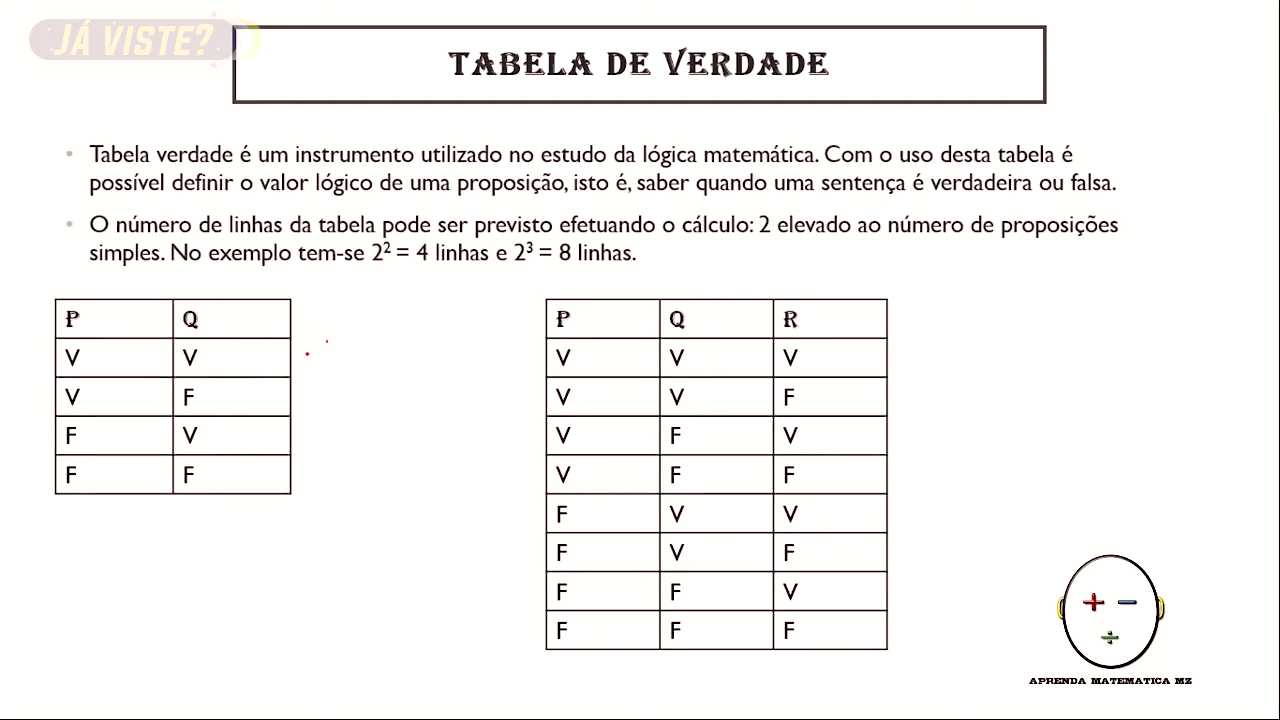 JÁ VISTE?
TABELA DE VERDADE
• Tabela verdade é um instrumento utilizado no estudo da lógica matemática. Com o uso desta tabela é
possível definir o valor lógico de uma proposição, isto é, saber quando uma sentença é verdadeira ou falsa.
• O número de linhas da tabela pode ser previsto efetuando o cálculo: 2 elevado ao número de proposições
simples. No exemplo tem-se 2² = 4 linhas e 2³ = 8 linhas.
P Q
V V
V F
F V
F F
P Q R
V V V
V V F
V F V
V F F
F V V
F V F
F F V
F F F
+ −
÷
APRENDA MATEMATICA MZ